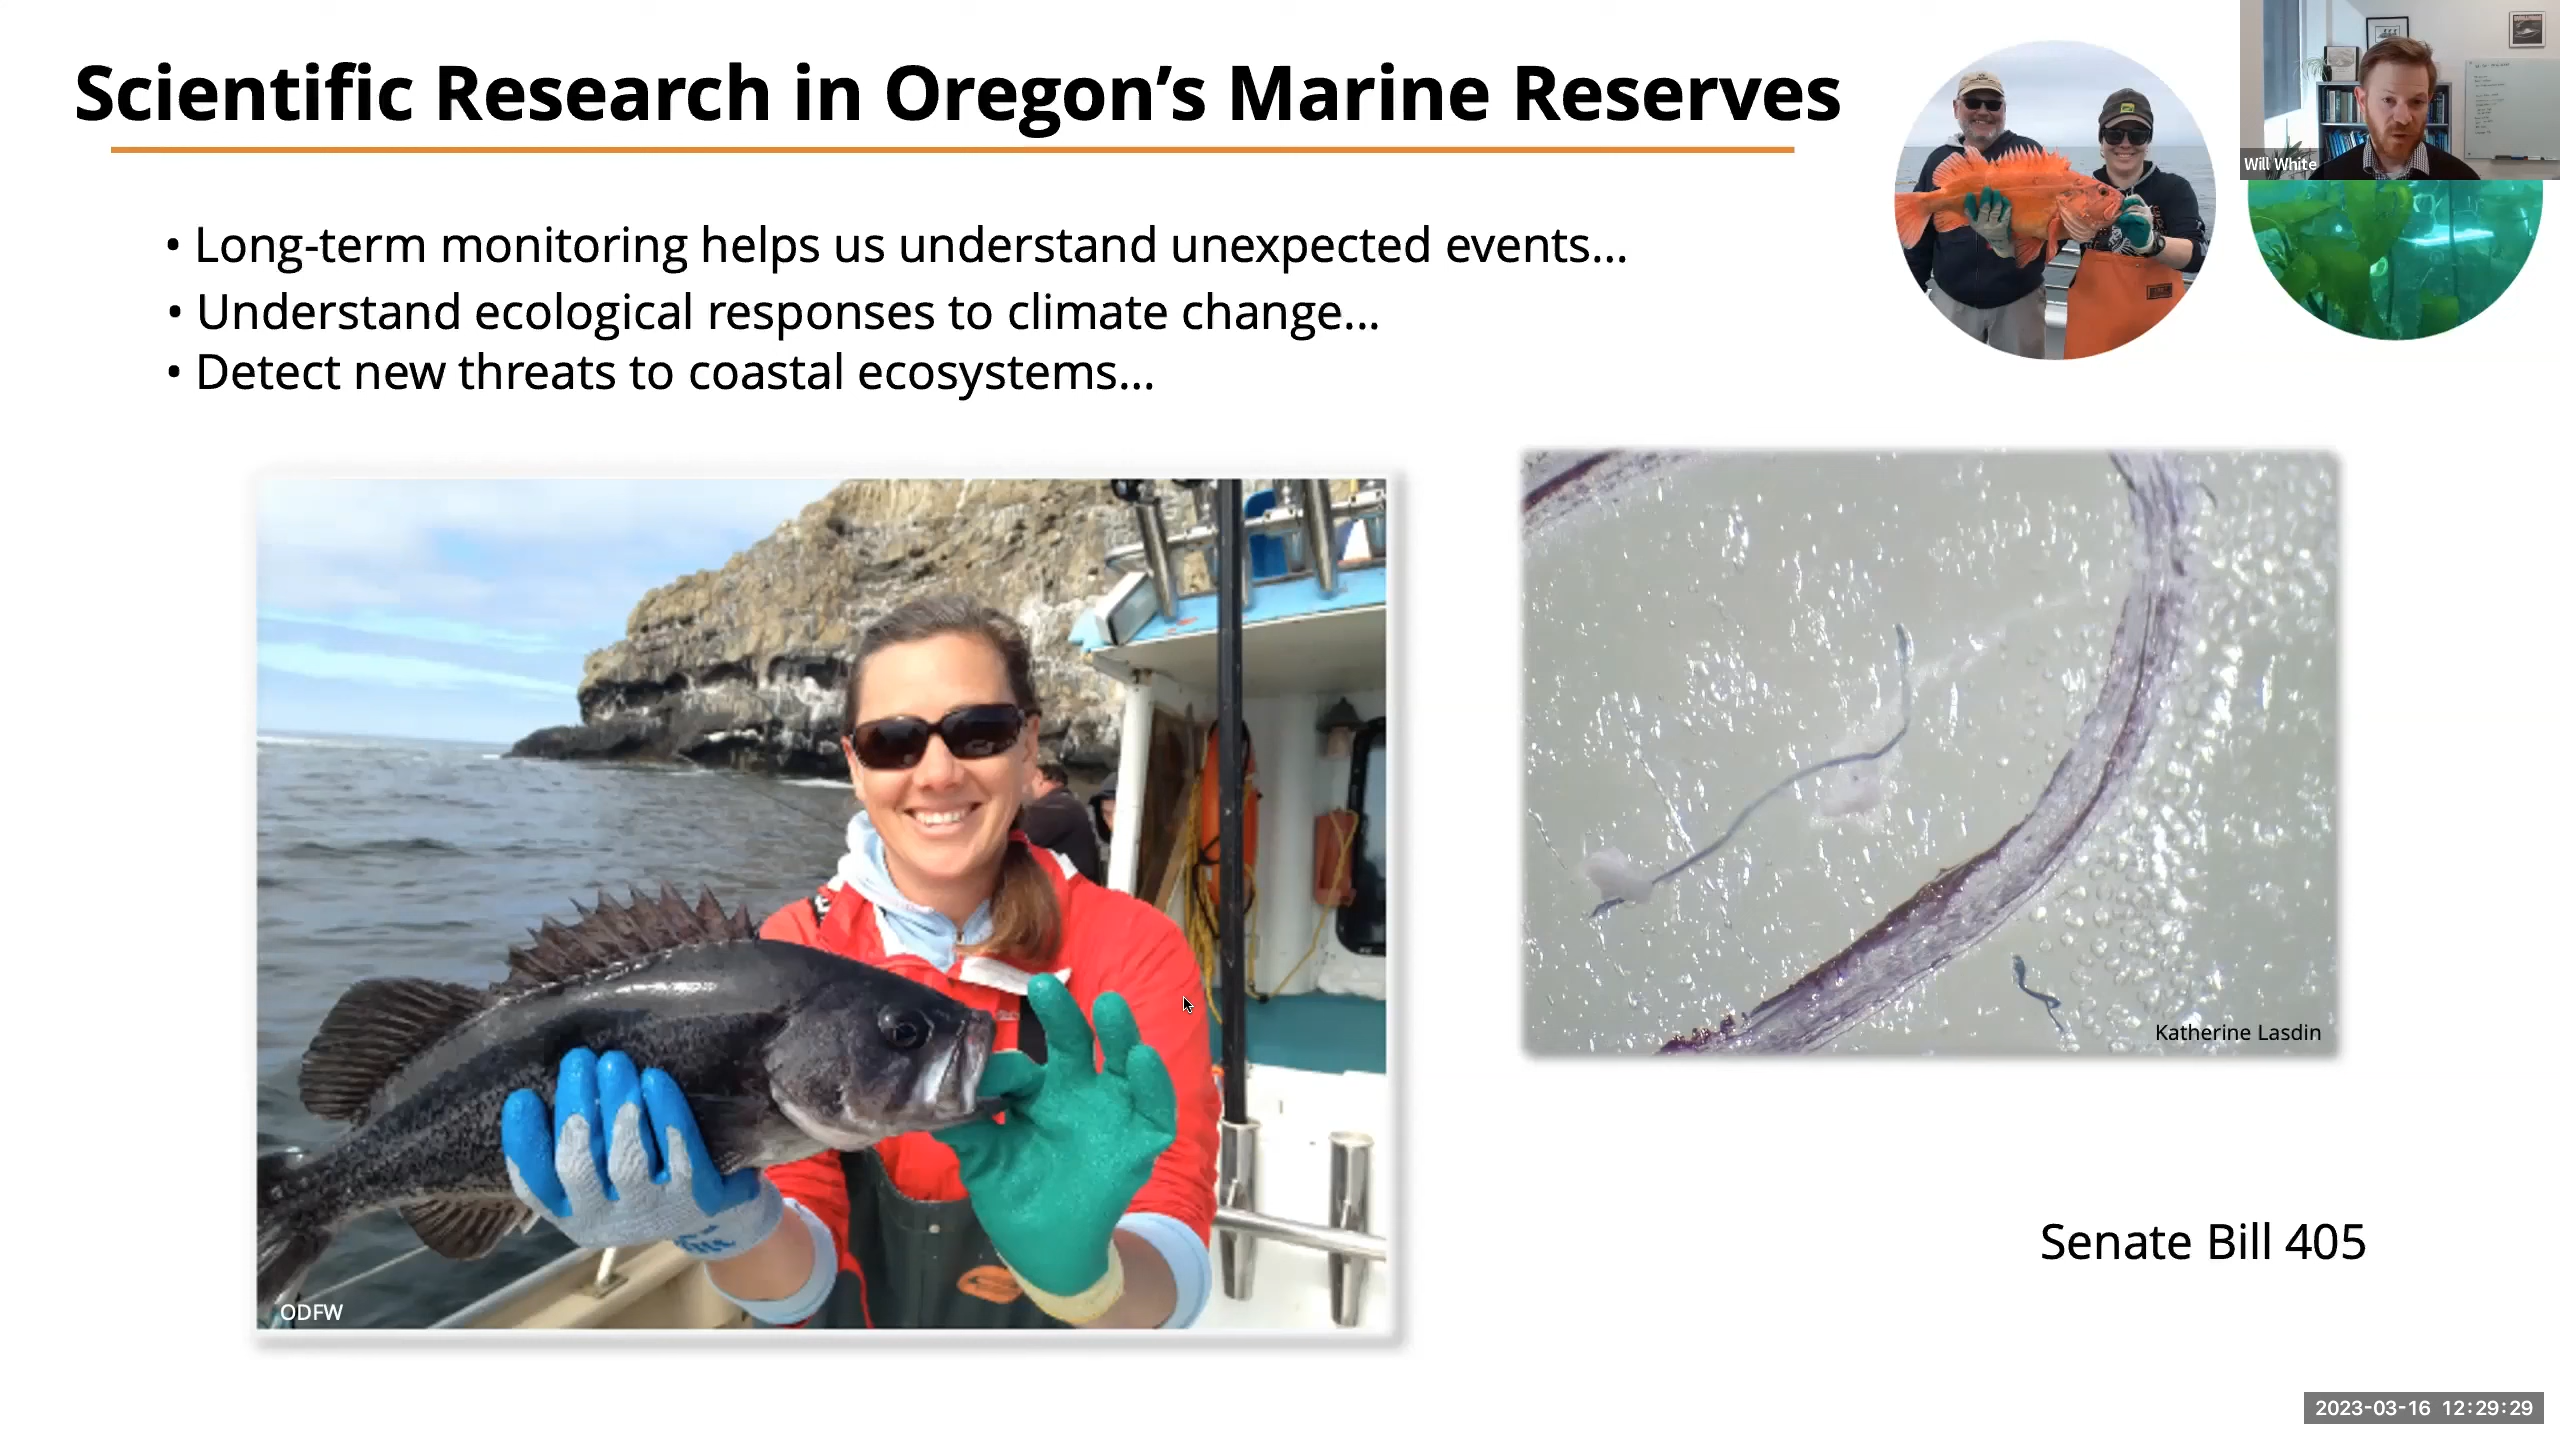 Scientific Research in Oregon’s Marine Reserves
Will White
• Long-term monitoring helps us understand unexpected events...
• Understand ecological responses to climate change...
• Detect new threats to coastal ecosystems...
Katherine Lasdin
Senate Bill 405
ODFW
2023-03-16 12:29:29